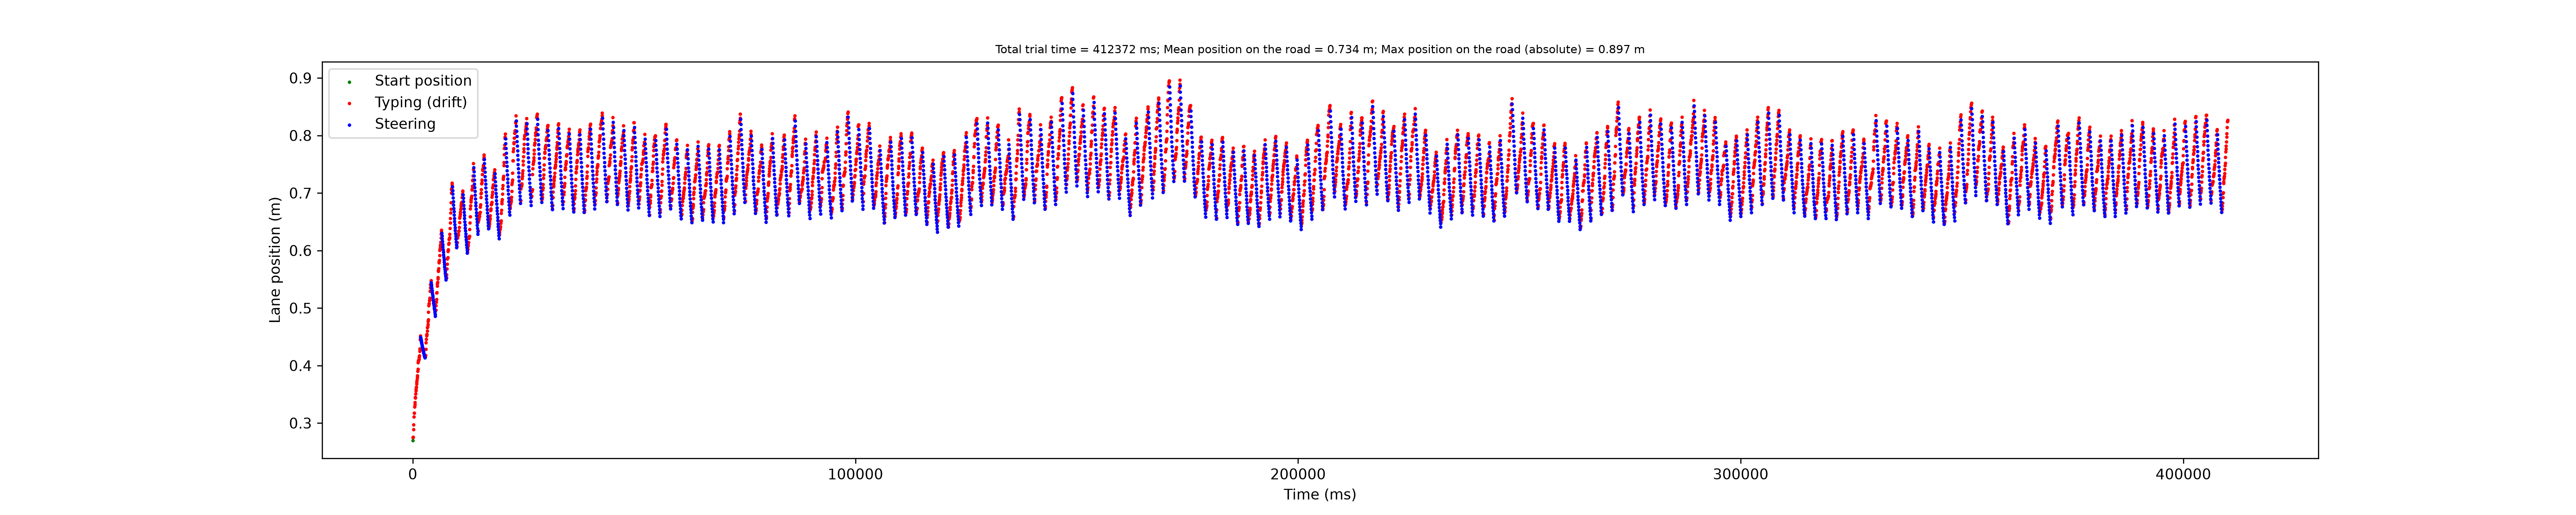 Total trial time = 412372 ms; Mean position on the road = 0.734 m; Max position on the road (absolute) = 0.897 m
Start position
Typing (drift)
Steering
0.9
0.8
0.7
0.6
0.5
0.4
0.3
Lane position (m)
0 100000 200000 300000 400000
Time (ms)